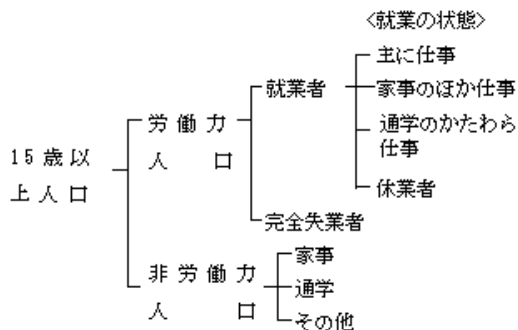 <就業の状態>
主に仕事
就業者
家事のほか仕事
労働力
人口
通学のかたわら
仕事
15歳以
上人口
休業者
完全失業者
家事
非労働力
人口
通学
その他